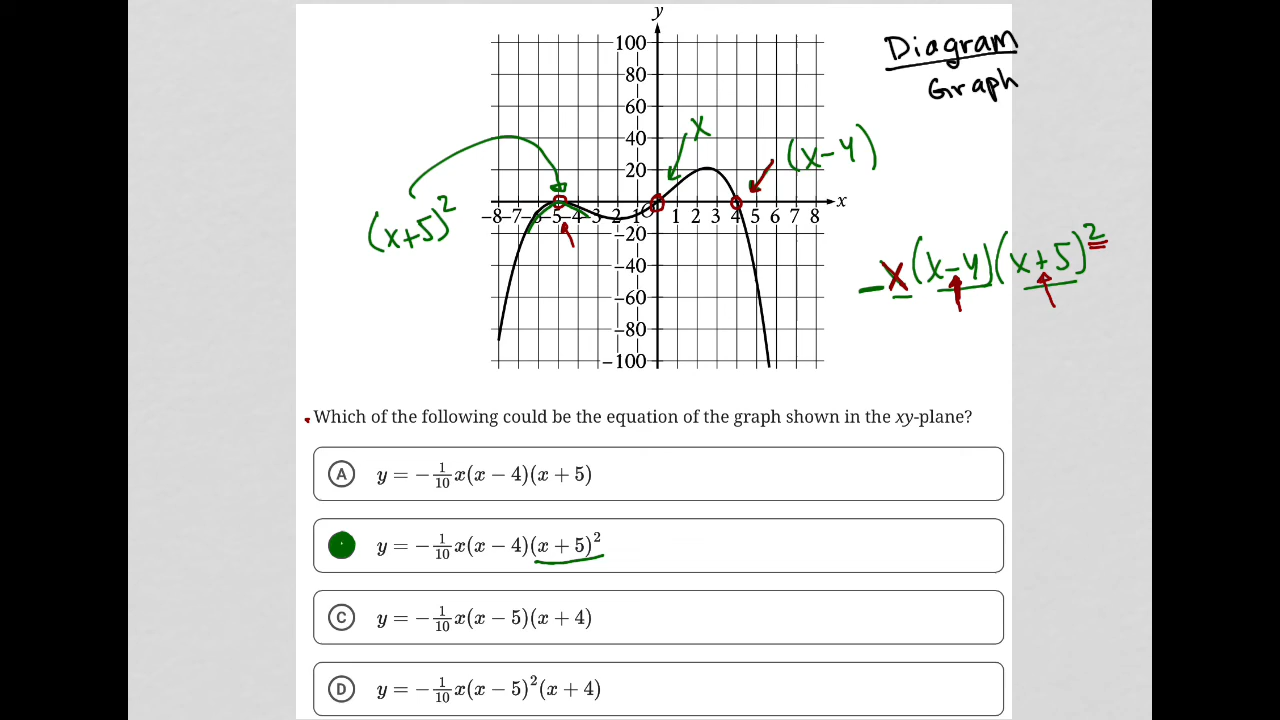 y
100
80
60
40
20
x
-8 -7 -6 -5 -4 -3 -2 -1 O 1 2 3 4 5 6 7 8
-20
-40
-60
-80
-100
Diagram
Graph
x
(x-4)
(x+5)²
-x(x-4)(x+5)²
Which of the following could be the equation of the graph shown in the xy-plane?
A y = -1/10 x(x − 4)(x + 5)
y = -1/10 x(x − 4)(x + 5)²
C y = -1/10 x(x − 5)(x + 4)
D y = -1/10 x(x − 5)²(x + 4)